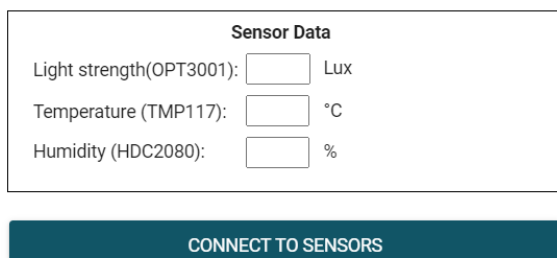 Sensor Data
Light strength(OPT3001): Lux
Temperature (TMP117): °C
Humidity (HDC2080): %
CONNECT TO SENSORS